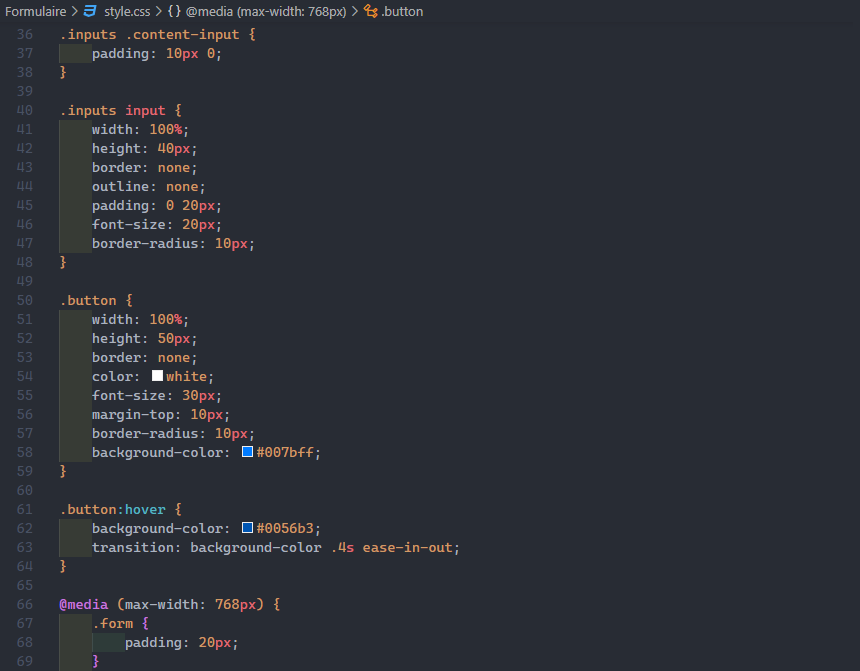 Formulaire > style.css > {} @media (max-width: 768px) > .button
36 .inputs .content-input {
37 padding: 10px 0;
38 }
39
40 .inputs input {
41 width: 100%;
42 height: 40px;
43 border: none;
44 outline: none;
45 padding: 0 20px;
46 font-size: 20px;
47 border-radius: 10px;
48 }
49
50 .button {
51 width: 100%;
52 height: 50px;
53 border: none;
54 color: white;
55 font-size: 30px;
56 margin-top: 10px;
57 border-radius: 10px;
58 background-color: #007bff;
59 }
60
61 .button:hover {
62 background-color: #0056b3;
63 transition: background-color .4s ease-in-out;
64 }
65
66 @media (max-width: 768px) {
67 .form {
68 padding: 20px;
69 }